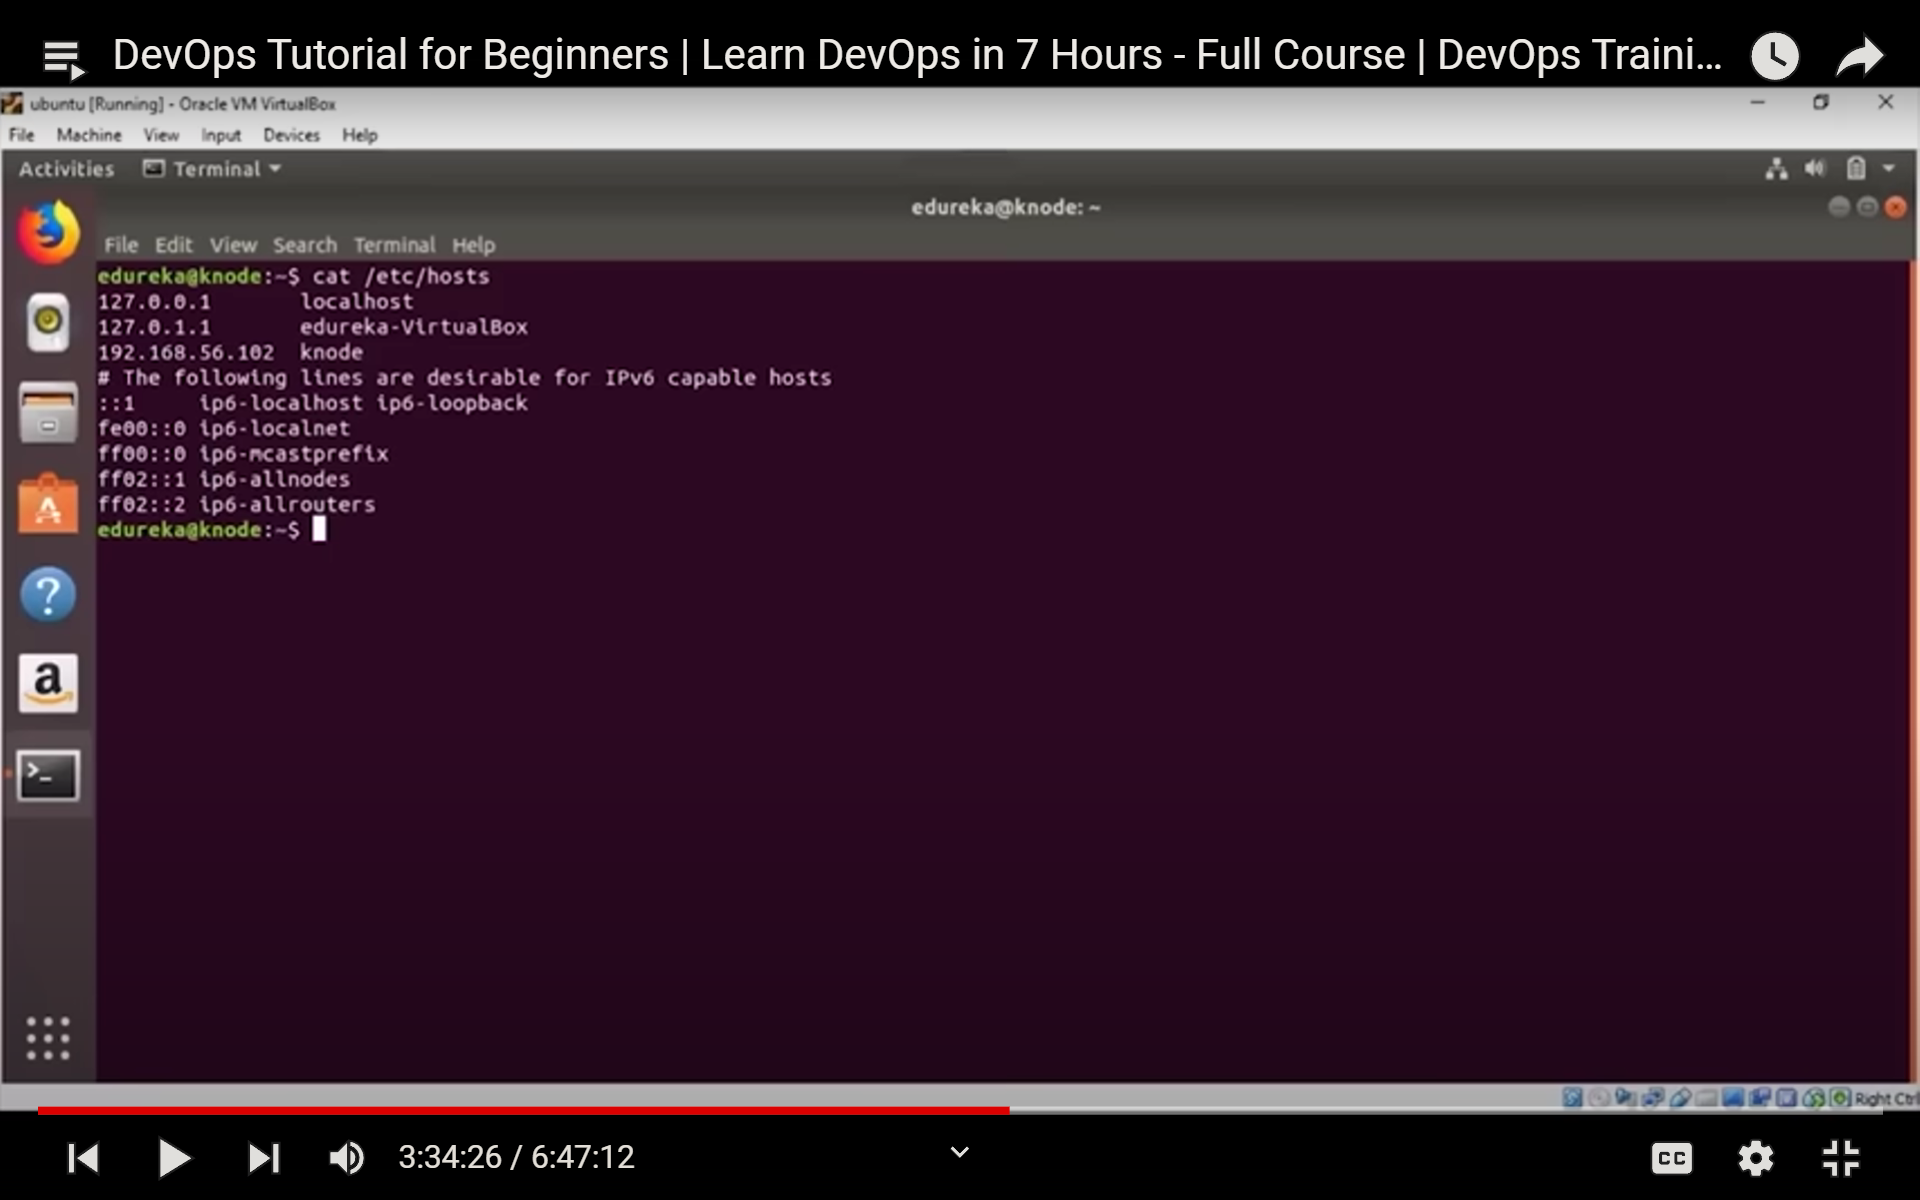 DevOps Tutorial for Beginners | Learn DevOps in 7 Hours - Full Course | DevOps Traini...
ubuntu [Running] - Oracle VM VirtualBox
File Machine View Input Devices Help
Activities Terminal
edureka@knode: ~
File Edit View Search Terminal Help
edureka@knode:~$ cat /etc/hosts
127.0.0.1 localhost
127.0.1.1 edureka-VirtualBox
192.168.56.102 knode
# The following lines are desirable for IPv6 capable hosts
::1 ip6-localhost ip6-loopback
fe00::0 ip6-localnet
ff00::0 ip6-mcastprefix
ff02::1 ip6-allnodes
ff02::2 ip6-allrouters
edureka@knode:~$
Right Ctrl
3:34:26 / 6:47:12
CC